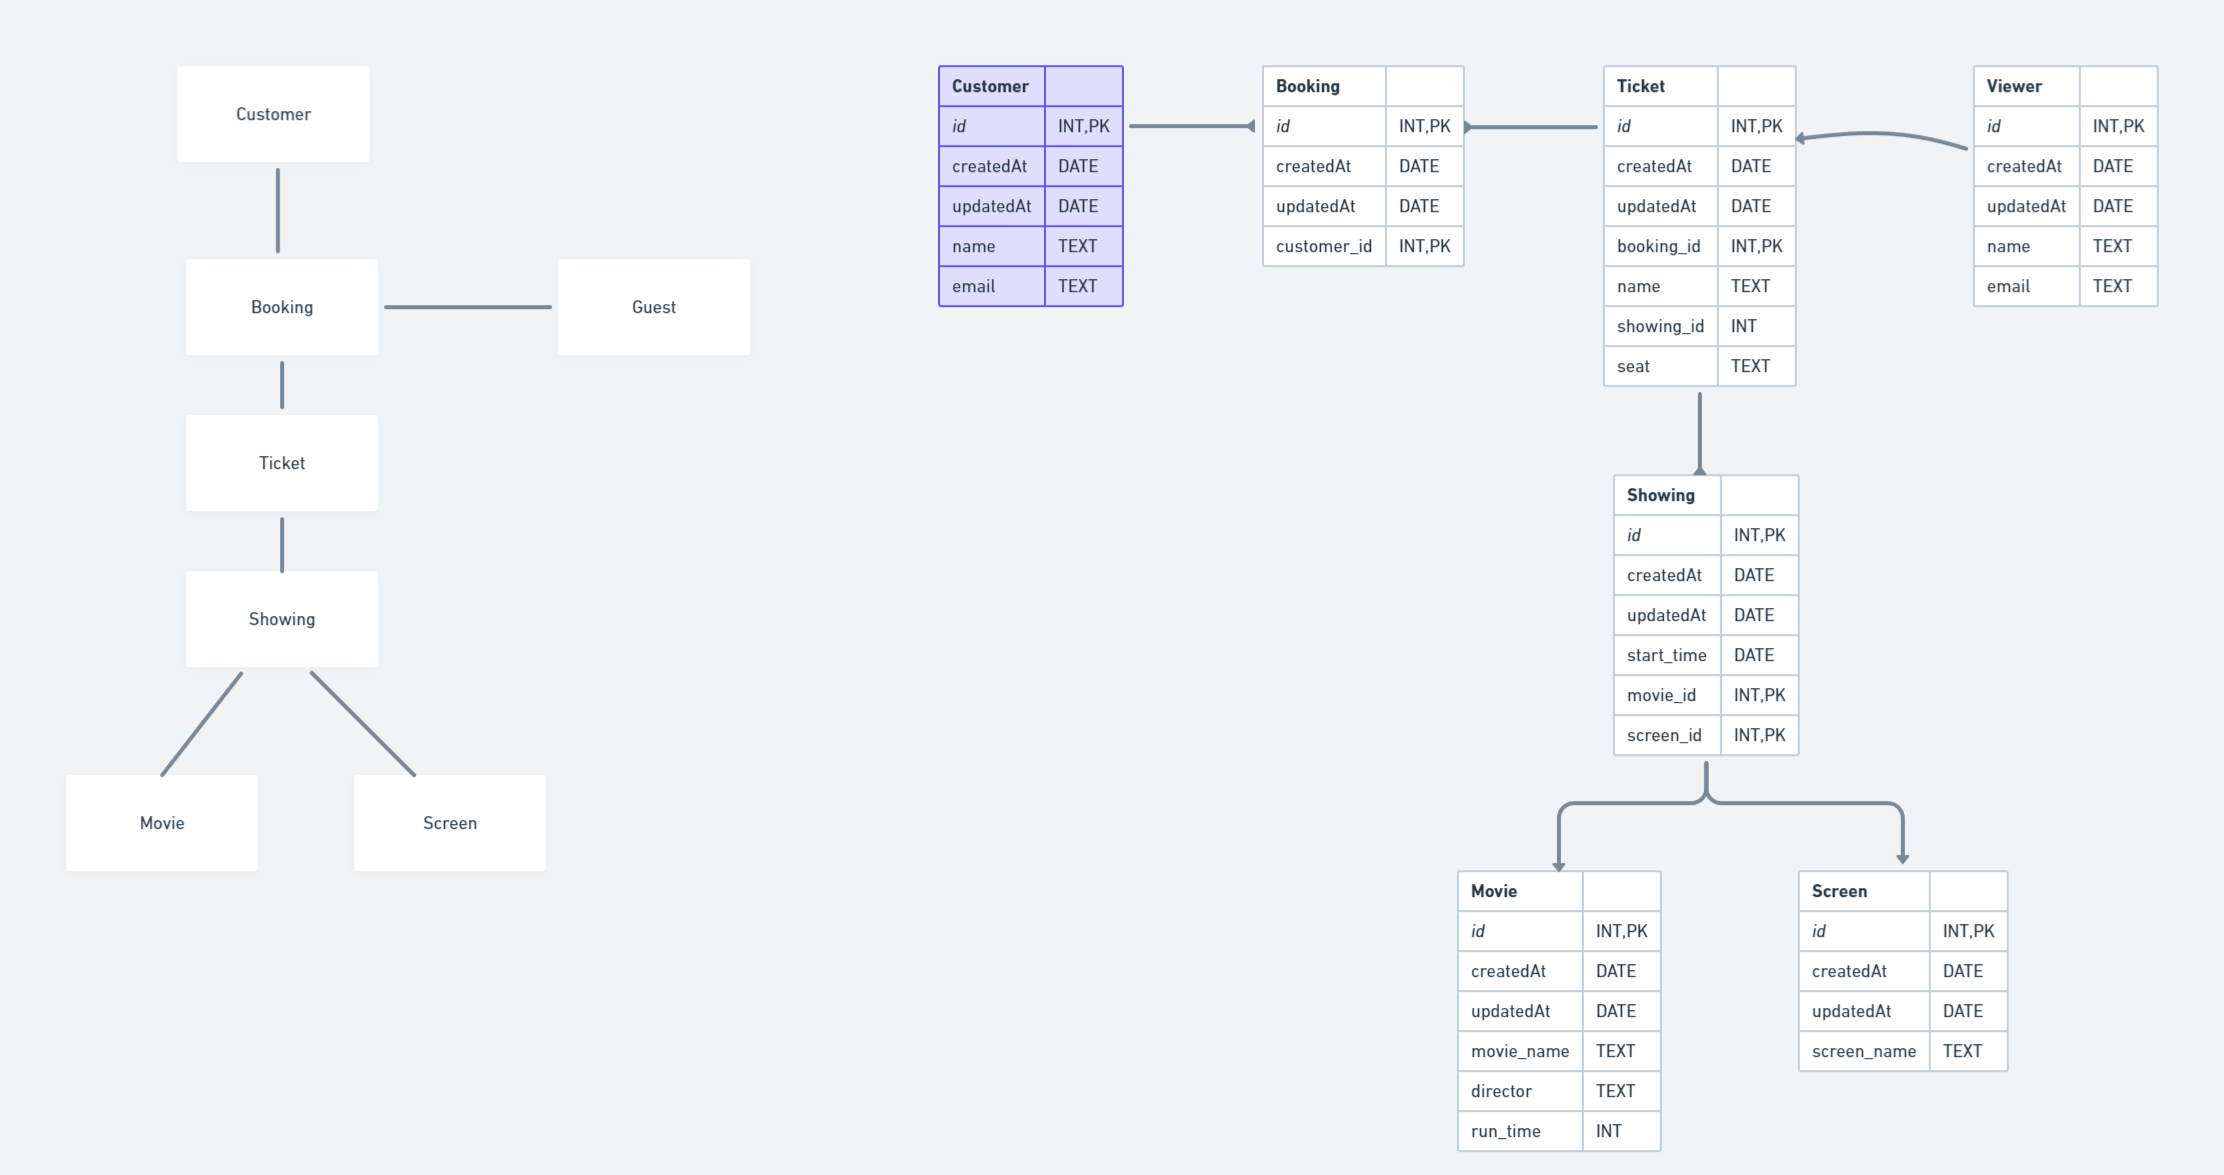 Customer
Booking
Guest
Ticket
Showing
Movie
Screen
Customer
id INT,PK
createdAt DATE
updatedAt DATE
name TEXT
email TEXT
Booking
id INT,PK
createdAt DATE
updatedAt DATE
customer_id INT,PK
Ticket
id INT,PK
createdAt DATE
updatedAt DATE
booking_id INT,PK
name TEXT
showing_id INT
seat TEXT
Viewer
id INT,PK
createdAt DATE
updatedAt DATE
name TEXT
email TEXT
Showing
id INT,PK
createdAt DATE
updatedAt DATE
start_time DATE
movie_id INT,PK
screen_id INT,PK
Movie
id INT,PK
createdAt DATE
updatedAt DATE
movie_name TEXT
director TEXT
run_time INT
Screen
id INT,PK
createdAt DATE
updatedAt DATE
screen_name TEXT